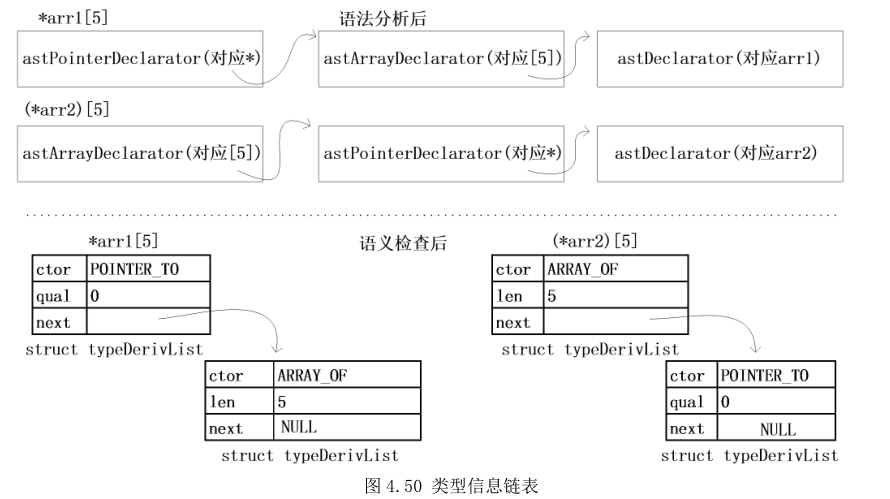 *arr1[5]
语法分析后
astPointerDeclarator(对应*)
astArrayDeclarator(对应[5])
astDeclarator(对应arr1)
(*arr2)[5]
astArrayDeclarator(对应[5])
astPointerDeclarator(对应*)
astDeclarator(对应arr2)
*arr1[5]
语义检查后
(*arr2)[5]
ctor POINTER_TO
qual 0
next
struct typeDerivList
ctor ARRAY_OF
len 5
next NULL
struct typeDerivList
ctor ARRAY_OF
len 5
next
struct typeDerivList
ctor POINTER_TO
qual 0
next NULL
struct typeDerivList
图 4.50 类型信息链表